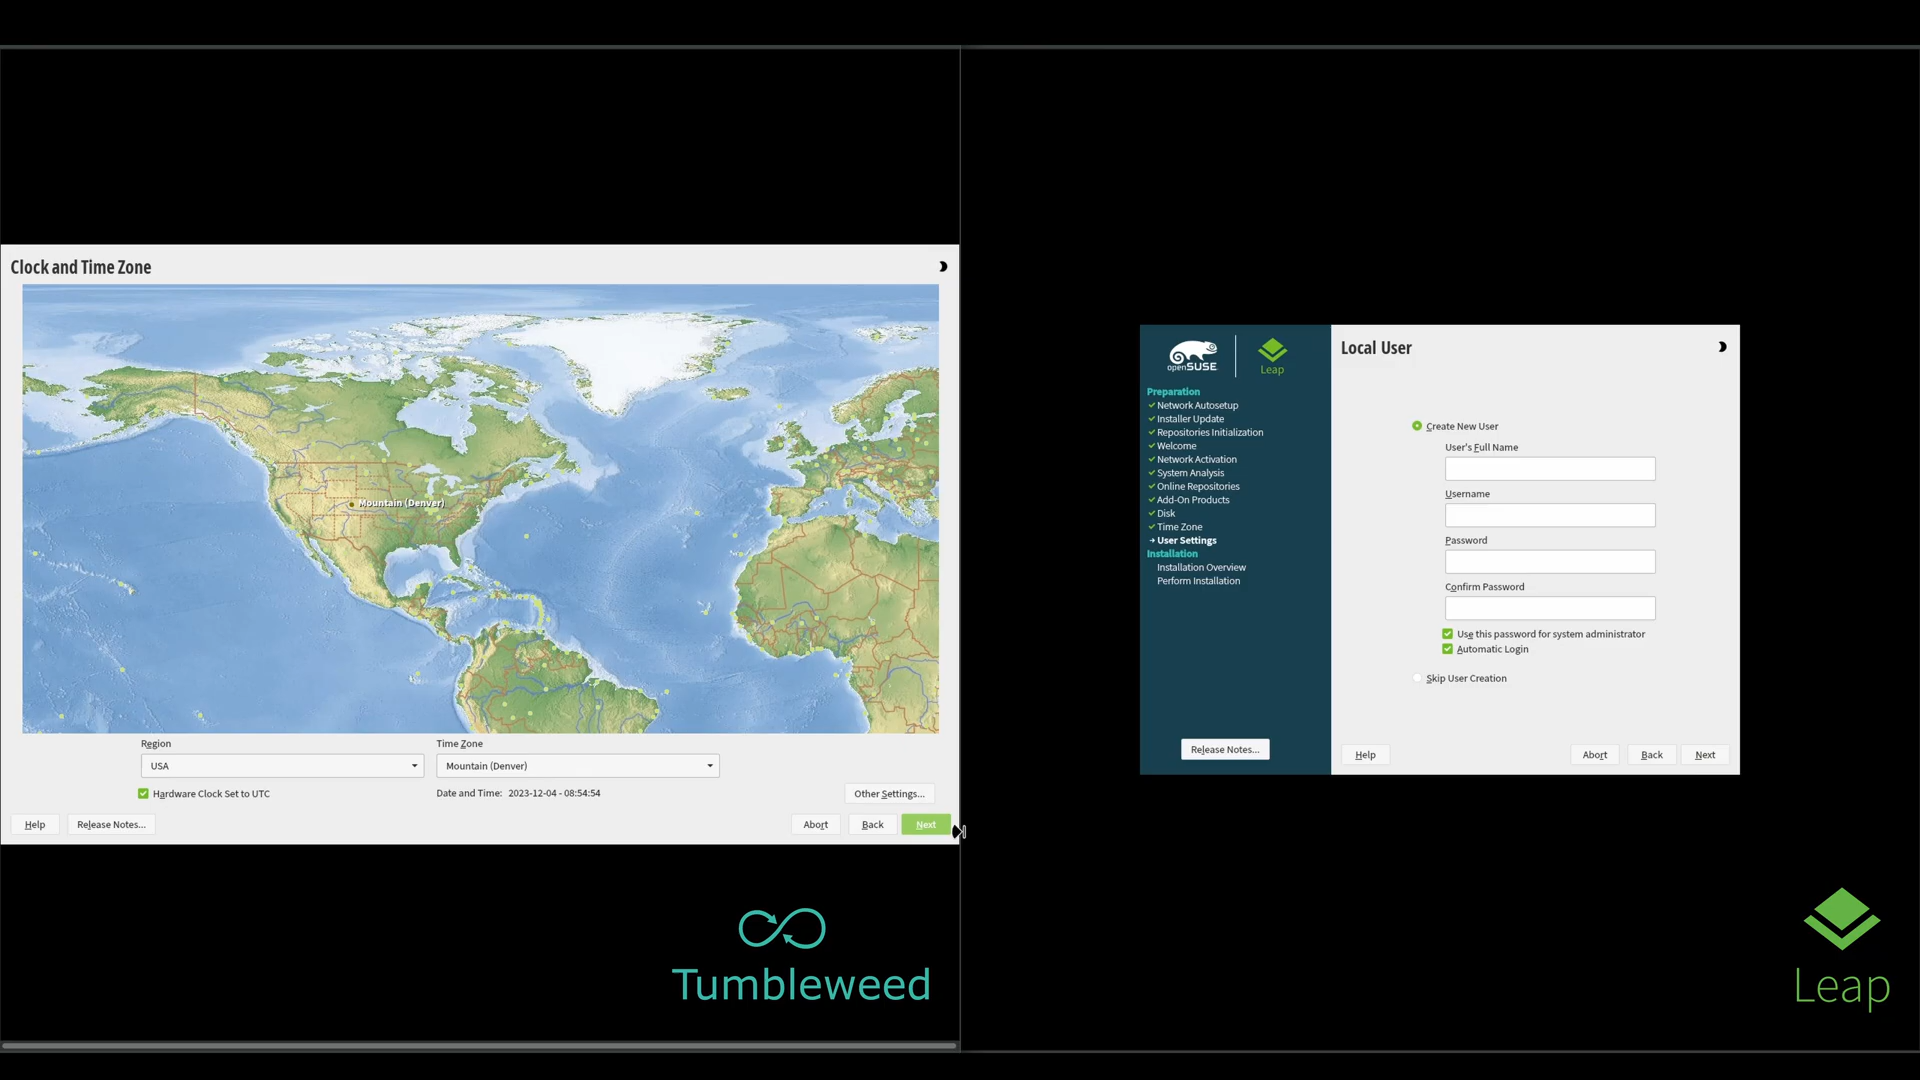 Clock and Time Zone
Mountain (Denver)
Region
Time Zone
USA
Mountain (Denver)
Hardware Clock Set to UTC
Date and Time: 2023-12-04 - 08:54:54
Other Settings...
Help
Release Notes...
Abort
Back
Next
Tumbleweed
openSUSE
Leap
Preparation
Network Autosetup
Installer Update
Repositories Initialization
Welcome
Network Activation
System Analysis
Online Repositories
Add-On Products
Disk
Time Zone
User Settings
Installation
Installation Overview
Perform Installation
Release Notes...
Local User
Create New User
User's Full Name
Username
Password
Confirm Password
Use this password for system administrator
Automatic Login
Skip User Creation
Help
Abort
Back
Next
Leap